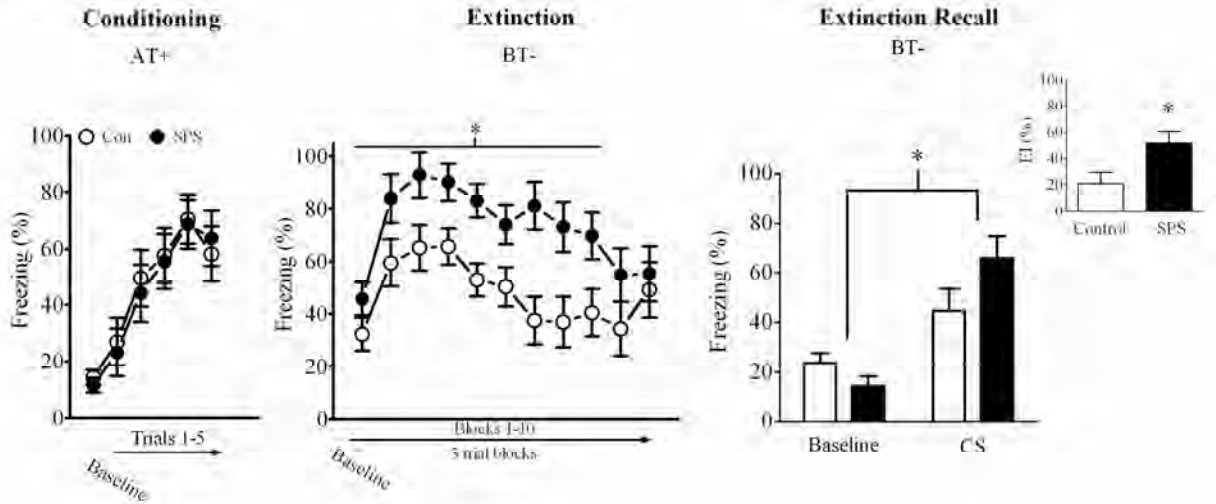 Conditioning
AT+
100
80
60
40
20
0
Freezing (%)
Con
SPS
Trials 1-5
Baseline
Extinction
BT-
*
100
80
60
40
20
0
Freezing (%)
Blocks 1-10
blocks
Baseline
Extinction Recall
BT-
*
100
80
60
40
20
0
Freezing (%)
Baseline
CS
100
80
60
40
20
0
EI (%)
*
Control
SPS